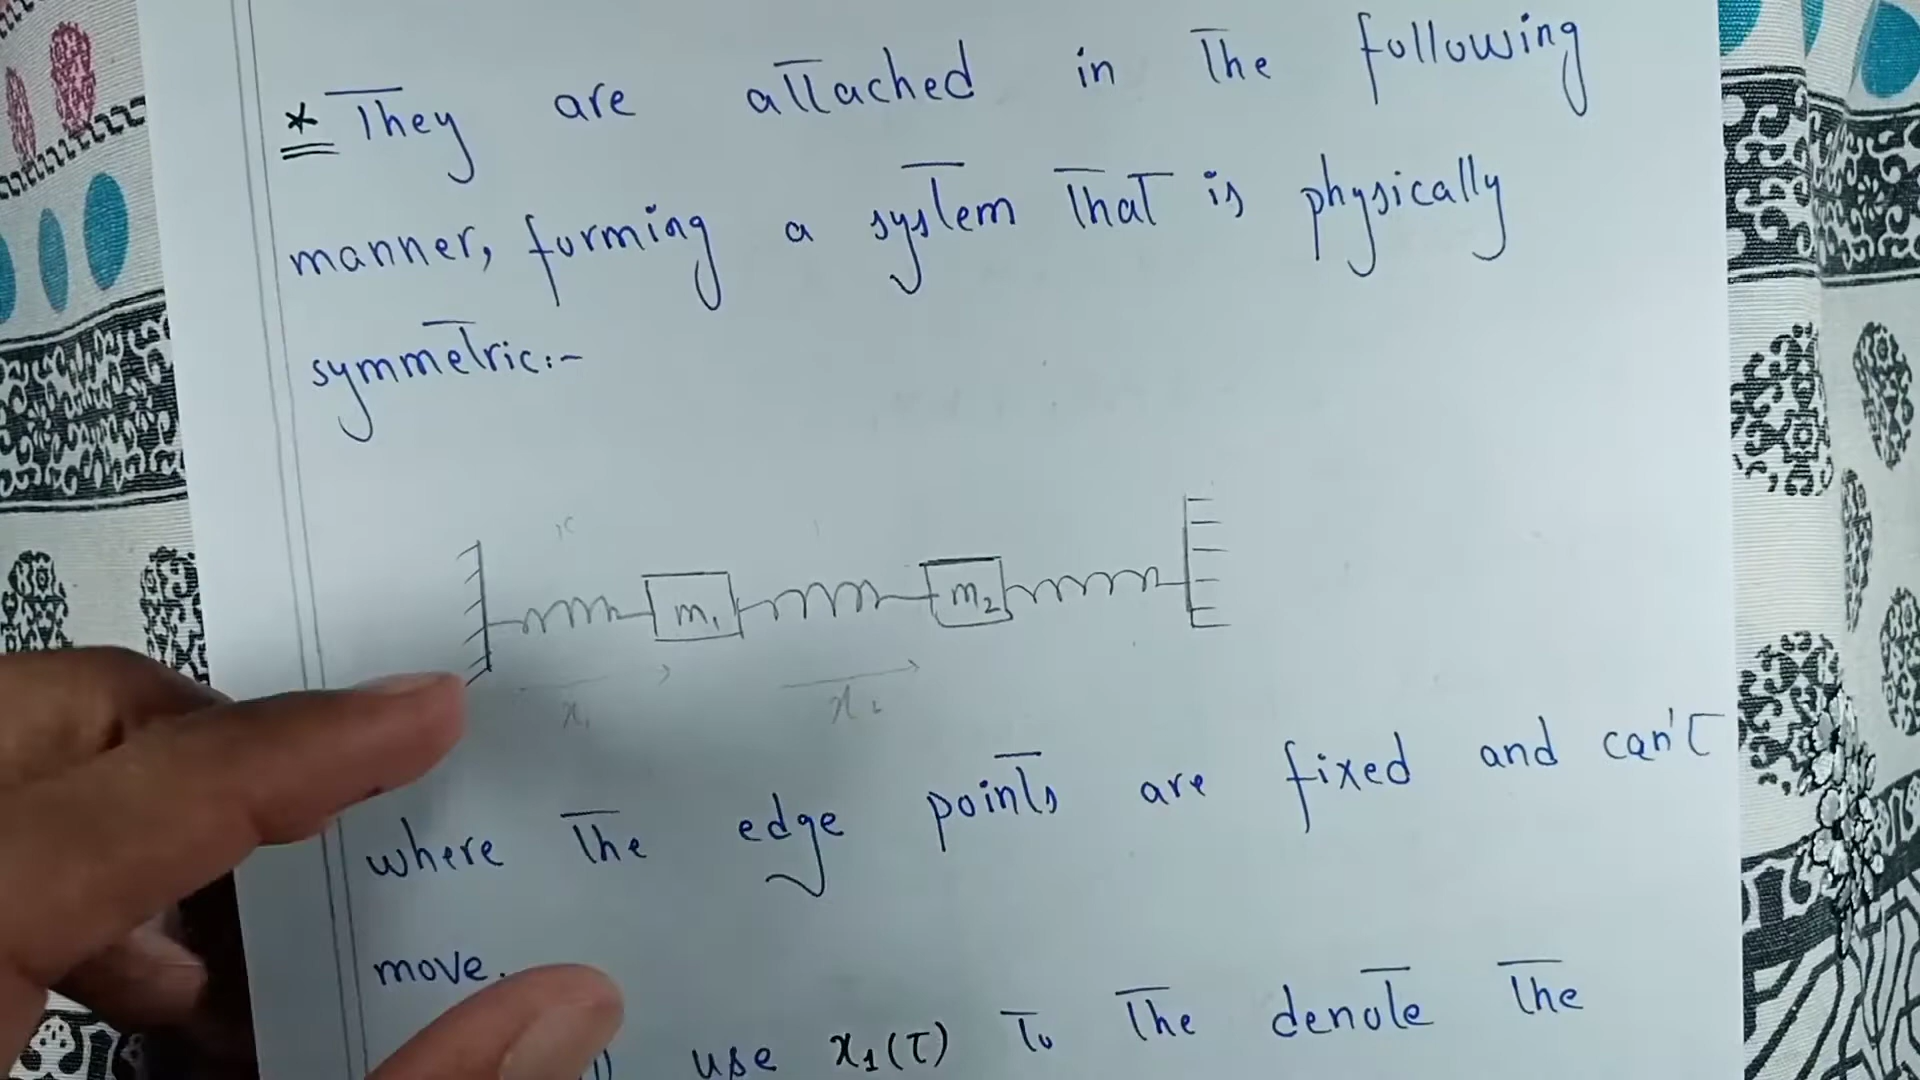 * They are attached in the following
manner, forming a system that is physically
symmetric:-
m1 m2
x1 x2
where the edge points are fixed and can't
move.
use x1(t) to the denote the